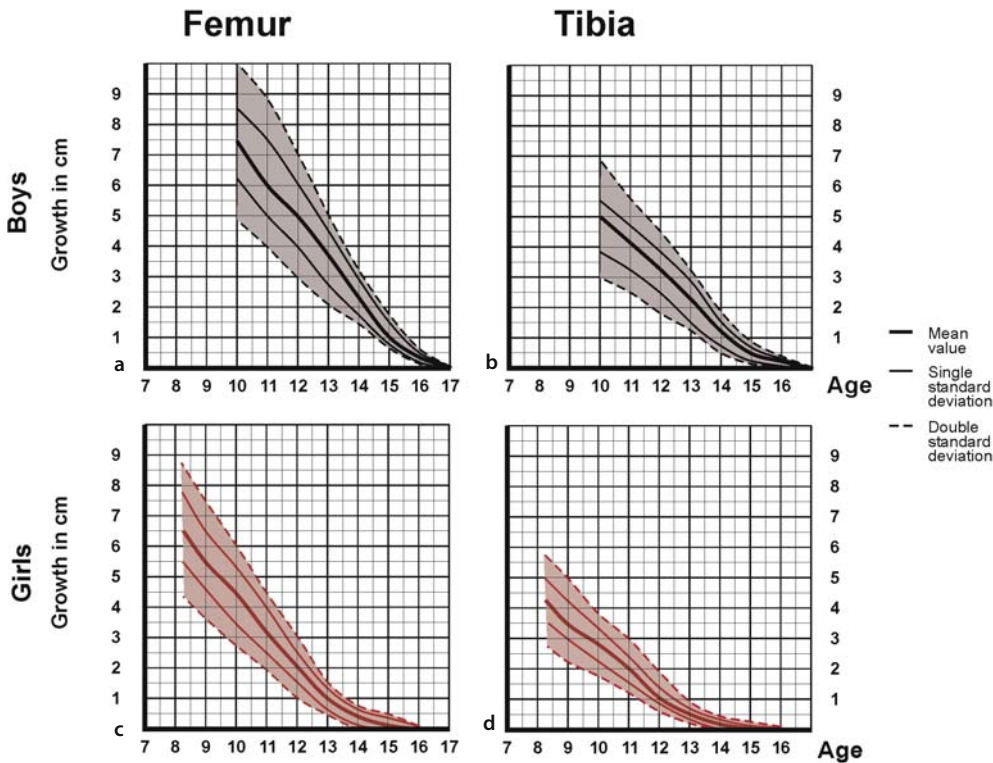 Femur
Tibia
Boys
Growth in cm
9
8
7
6
5
4
3
2
1
a
7 8 9 10 11 12 13 14 15 16 17
9
8
7
6
5
4
3
2
1
b
7 8 9 10 11 12 13 14 15 16 Age
Mean
value
Single
standard
deviation
Double
standard
deviation
Girls
Growth in cm
9
8
7
6
5
4
3
2
1
c
7 8 9 10 11 12 13 14 15 16 17
9
8
7
6
5
4
3
2
1
d
7 8 9 10 11 12 13 14 15 16 Age